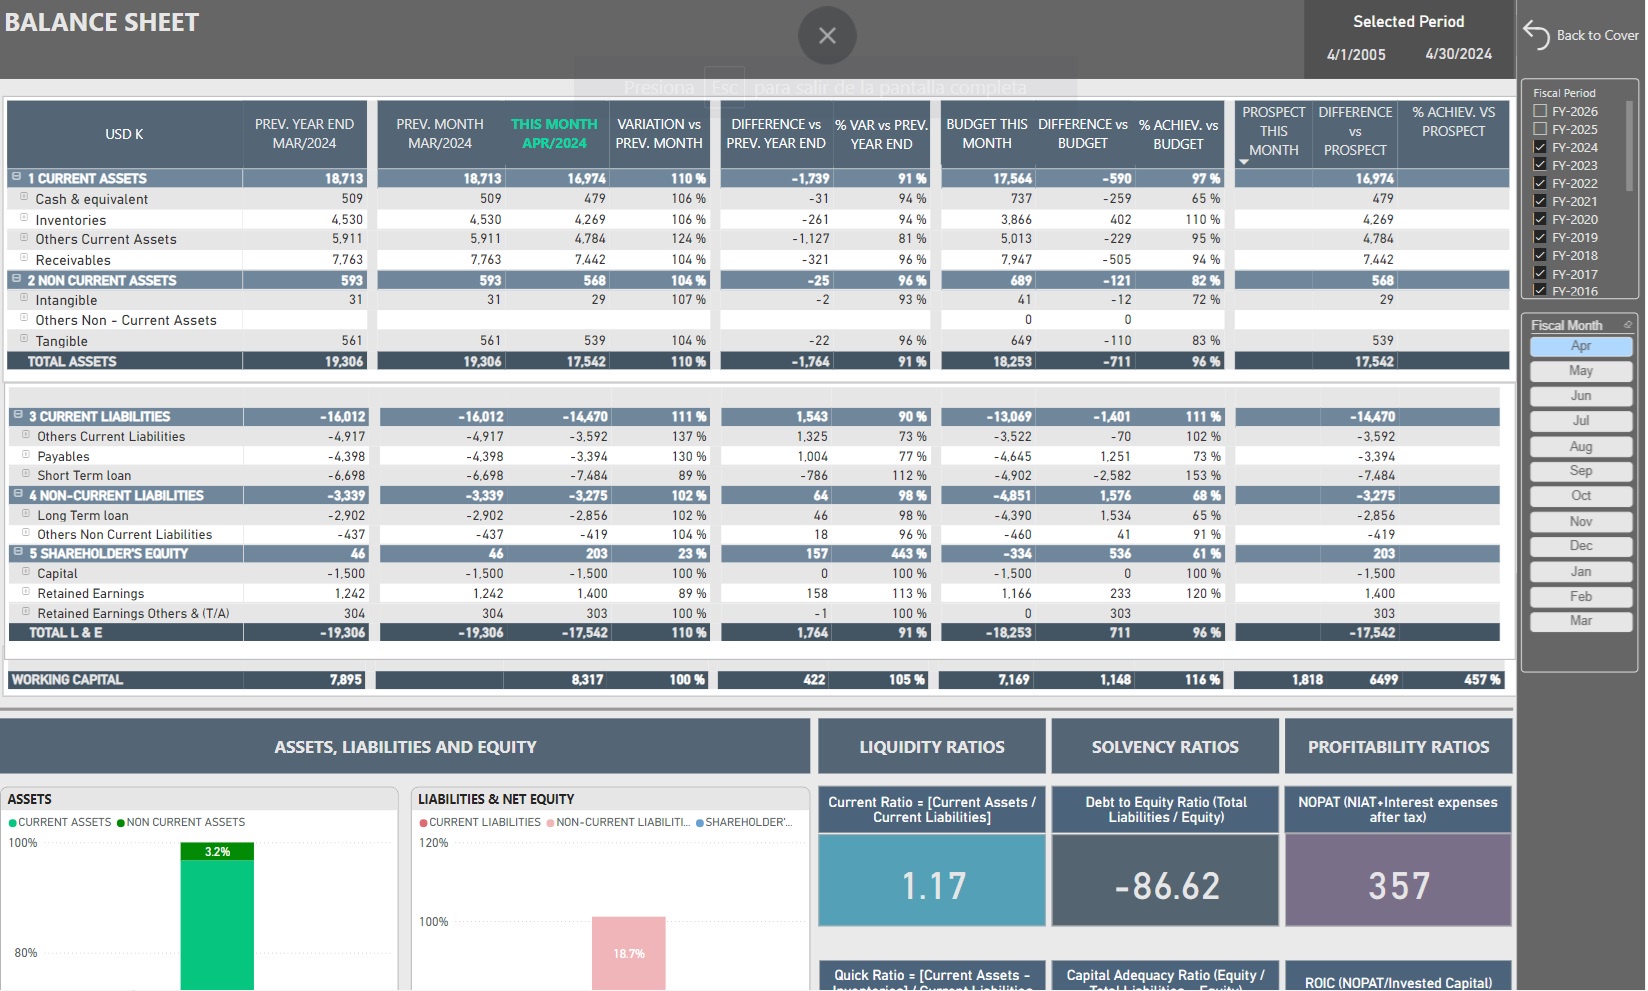 BALANCE SHEET
Selected Period
4/1/2005 4/30/2024
Back to Cover
Presiona Esc para salir de la pantalla completa
USD K
PREV. YEAR END
MAR/2024
PREV. MONTH
MAR/2024
THIS MONTH
APR/2024
VARIATION vs
PREV. MONTH
DIFFERENCE vs
PREV. YEAR END
% VAR vs PREV.
YEAR END
BUDGET THIS
MONTH
DIFFERENCE vs
BUDGET
% ACHIEV. vs
BUDGET
PROSPECT
THIS
MONTH
DIFFERENCE
vs
PROSPECT
% ACHIEV. VS
PROSPECT
1 CURRENT ASSETS 18,713 18,713 16,974 110 % -1,739 91 % 17,564 -590 97 % 16,974
Cash & equivalent 509 509 479 106 % -31 94 % 737 -259 65 % 479
Inventories 4,530 4,530 4,269 106 % -261 94 % 3,866 402 110 % 4,269
Others Current Assets 5,911 5,911 4,784 124 % -1,127 81 % 5,013 -229 95 % 4,784
Receivables 7,763 7,763 7,442 104 % -321 96 % 7,947 -505 94 % 7,442
2 NON CURRENT ASSETS 593 593 568 104 % -25 96 % 689 -121 82 % 568
Intangible 31 31 29 107 % -2 93 % 41 -12 72 % 29
Others Non - Current Assets 0 0
Tangible 561 561 539 104 % -22 96 % 649 -110 83 % 539
TOTAL ASSETS 19,306 19,306 17,542 110 % -1,764 91 % 18,253 -711 96 % 17,542
3 CURRENT LIABILITIES -16,012 -16,012 -14,470 111 % 1,543 90 % -13,069 -1,401 111 % -14,470
Others Current Liabilities -4,917 -4,917 -3,592 137 % 1,325 73 % -3,522 -70 102 % -3,592
Payables -4,398 -4,398 -3,394 130 % 1,004 77 % -4,645 1,251 73 % -3,394
Short Term loan -6,698 -6,698 -7,484 89 % -786 112 % -4,902 -2,582 153 % -7,484
4 NON-CURRENT LIABILITIES -3,339 -3,339 -3,275 102 % 64 98 % -4,851 1,576 68 % -3,275
Long Term loan -2,902 -2,902 -2,856 102 % 46 98 % -4,390 1,534 65 % -2,856
Others Non Current Liabilities -437 -437 -419 104 % 18 96 % -460 41 91 % -419
5 SHAREHOLDER'S EQUITY 46 46 203 23 % 157 443 % -334 536 61 % 203
Capital -1,500 -1,500 -1,500 100 % 0 100 % -1,500 0 100 % -1,500
Retained Earnings 1,242 1,242 1,400 89 % 158 113 % 1,166 233 120 % 1,400
Retained Earnings Others & (T/A) 304 304 303 100 % -1 100 % 0 303 303
TOTAL L & E -19,306 -19,306 -17,542 110 % 1,764 91 % -18,253 711 96 % -17,542
WORKING CAPITAL 7,895 8,317 100 % 422 105 % 7,169 1,148 116 % 1,818 6499 457 %
Fiscal Period
FY-2026
FY-2025
FY-2024
FY-2023
FY-2022
FY-2021
FY-2020
FY-2019
FY-2018
FY-2017
FY-2016
Fiscal Month
Apr
May
Jun
Jul
Aug
Sep
Oct
Nov
Dec
Jan
Feb
Mar
ASSETS, LIABILITIES AND EQUITY
ASSETS
CURRENT ASSETS NON CURRENT ASSETS
100%
3.2%
80%
LIABILITIES & NET EQUITY
CURRENT LIABILITIES NON-CURRENT LIABILITI... SHAREHOLDER'...
120%
100%
18.7%
LIQUIDITY RATIOS
Current Ratio = [Current Assets /
Current Liabilities]
1.17
Quick Ratio = [Current Assets -
Inventories] / Current Liabilities
SOLVENCY RATIOS
Debt to Equity Ratio (Total
Liabilities / Equity)
-86.62
Capital Adequacy Ratio (Equity /
Total Liabilities - Equity)
PROFITABILITY RATIOS
NOPAT (NIAT+Interest expenses
after tax)
357
ROIC (NOPAT/Invested Capital)